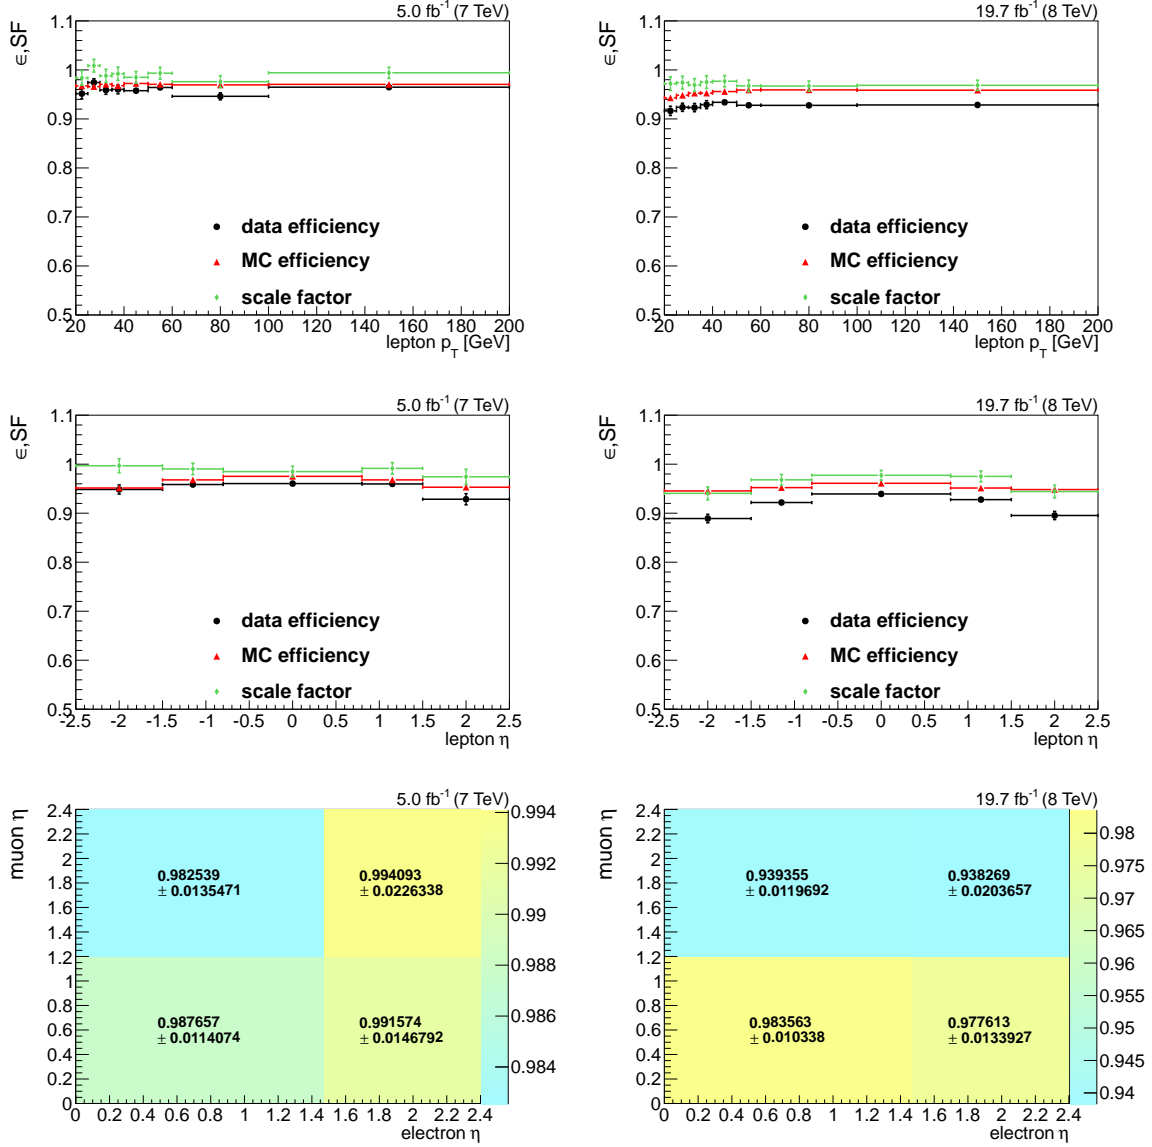 5.0 fb-1 (7 TeV)
ϵ,SF
1.1
1
0.9
0.8
0.7
0.6
0.5
data efficiency
MC efficiency
scale factor
20 40 60 80 100 120 140 160 180 200
lepton pT [GeV]
19.7 fb-1 (8 TeV)
ϵ,SF
1.1
1
0.9
0.8
0.7
0.6
0.5
data efficiency
MC efficiency
scale factor
20 40 60 80 100 120 140 160 180 200
lepton pT [GeV]
5.0 fb-1 (7 TeV)
ϵ,SF
1.1
1
0.9
0.8
0.7
0.6
0.5
data efficiency
MC efficiency
scale factor
-2.5 -2 -1.5 -1 -0.5 0 0.5 1 1.5 2 2.5
lepton η
19.7 fb-1 (8 TeV)
ϵ,SF
1.1
1
0.9
0.8
0.7
0.6
0.5
data efficiency
MC efficiency
scale factor
-2.5 -2 -1.5 -1 -0.5 0 0.5 1 1.5 2 2.5
lepton η
5.0 fb-1 (7 TeV)
muon η
2.4
2.2
2
1.8
1.6
1.4
1.2
1
0.8
0.6
0.4
0.2
0
0.982539
± 0.0135471
0.994093
± 0.0226338
0.987657
± 0.0114074
0.991574
± 0.0146792
0 0.2 0.4 0.6 0.8 1 1.2 1.4 1.6 1.8 2 2.2 2.4
electron η
0.994
0.992
0.99
0.988
0.986
0.984
19.7 fb-1 (8 TeV)
muon η
2.4
2.2
2
1.8
1.6
1.4
1.2
1
0.8
0.6
0.4
0.2
0
0.939355
± 0.0119692
0.938269
± 0.0203657
0.983563
± 0.010338
0.977613
± 0.0133927
0 0.2 0.4 0.6 0.8 1 1.2 1.4 1.6 1.8 2 2.2 2.4
electron η
0.98
0.975
0.97
0.965
0.96
0.955
0.95
0.945
0.94